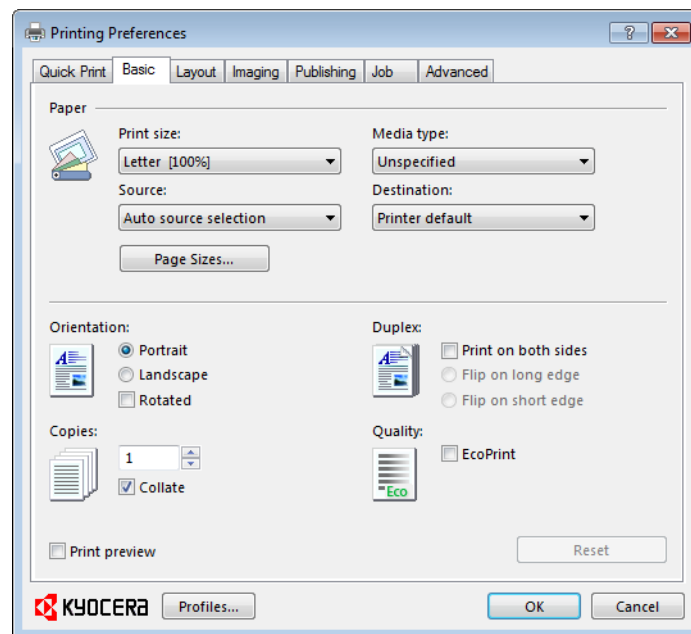 Printing Preferences
Quick Print Basic Layout Imaging Publishing Job Advanced
Paper
Print size: Media type:
Letter [100%] Unspecified
Source: Destination:
Auto source selection Printer default
Page Sizes...
Orientation: Duplex:
Portrait Print on both sides
Landscape Flip on long edge
Rotated Flip on short edge
Copies: Quality:
1 EcoPrint
Collate
Eco
Print preview Reset
KYOCERA Profiles... OK Cancel